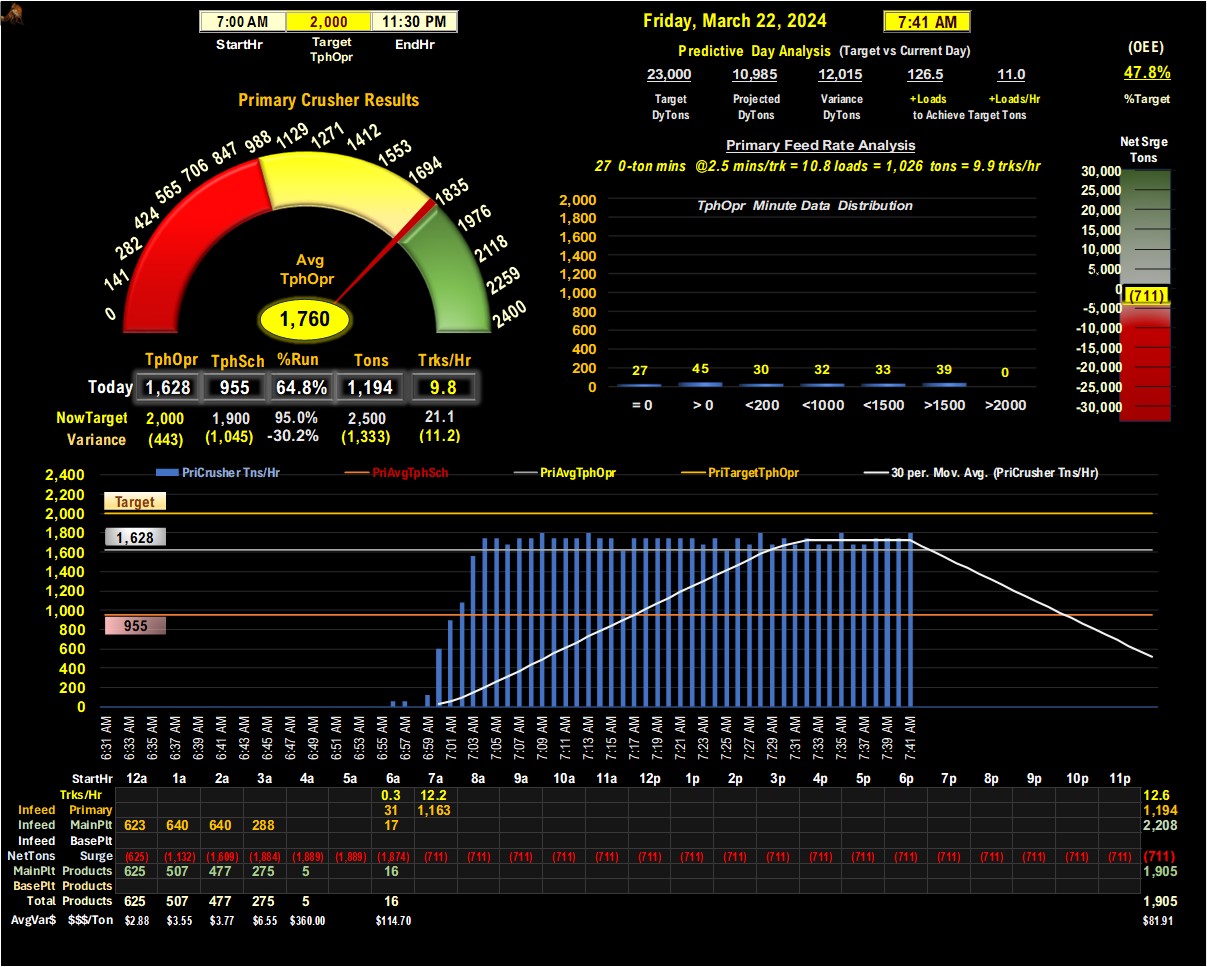 7:00 AM 2,000 11:30 PM
StartHr Target TphOpr EndHr
Friday, March 22, 2024 7:41 AM
Predictive Day Analysis (Target vs Current Day)
23,000 10,985 12,015 126.5 11.0
Target DyTons Projected DyTons Variance DyTons +Loads +Loads/Hr to Achieve Target Tons
(OEE)
47.8%
%Target
Primary Crusher Results
0 141 282 424 565 706 847 988 1129 1271 1412 1553 1694 1835 1976 2118 2259 2400
Avg
TphOpr
1,760
TphOpr TphSch %Run Tons Trks/Hr
Today 1,628 955 64.8% 1,194 9.8
NowTarget 2,000 1,900 95.0% 2,500 21.1
Variance (443) (1,045) -30.2% (1,333) (11.2)
Primary Feed Rate Analysis
27 0-ton mins @2.5 mins/trk = 10.8 loads = 1,026 tons = 9.9 trks/hr
TphOpr Minute Data Distribution
2,000
1,800
1,600
1,400
1,200
1,000
800
600
400
200
0
27 45 30 32 33 39 0
= 0 > 0 <200 <1000 <1500 >1500 >2000
Net Srge
Tons
30,000
25,000
20,000
15,000
10,000
5,000
0
(711)
-5,000
-10,000
-15,000
-20,000
-25,000
-30,000
PriCrusher Tns/Hr PriAvgTphSch PriAvgTphOpr PriTargetTphOpr 30 per. Mov. Avg. (PriCrusher Tns/Hr)
2,400
2,200
2,000
1,800
1,600
1,400
1,200
1,000
800
600
400
200
0
Target
1,628
955
6:31 AM 6:33 AM 6:35 AM 6:37 AM 6:39 AM 6:41 AM 6:43 AM 6:45 AM 6:47 AM 6:49 AM 6:51 AM 6:53 AM 6:55 AM 6:57 AM 6:59 AM 7:01 AM 7:03 AM 7:05 AM 7:07 AM 7:09 AM 7:11 AM 7:13 AM 7:15 AM 7:17 AM 7:19 AM 7:21 AM 7:23 AM 7:25 AM 7:27 AM 7:29 AM 7:31 AM 7:33 AM 7:35 AM 7:37 AM 7:39 AM 7:41 AM
StartHr 12a 1a 2a 3a 4a 5a 6a 7a 8a 9a 10a 11a 12p 1p 2p 3p 4p 5p 6p 7p 8p 9p 10p 11p
Trks/Hr 0.3 12.2 12.6
Infeed Primary 31 1,163 1,194
Infeed MainPlt 623 640 640 288 17 2,208
Infeed BasePlt
NetTons Surge (625) (1,132) (1,609) (1,884) (1,889) (1,889) (1,874) (711) (711) (711) (711) (711) (711) (711) (711) (711) (711) (711) (711) (711) (711) (711) (711) (711) (711)
MainPlt Products 625 507 477 275 5 16 1,905
BasePlt Products
Total Products 625 507 477 275 5 16 1,905
AvgVar$ $$$/Ton $2.88 $3.55 $3.77 $6.55 $360.00 $114.70 $81.91